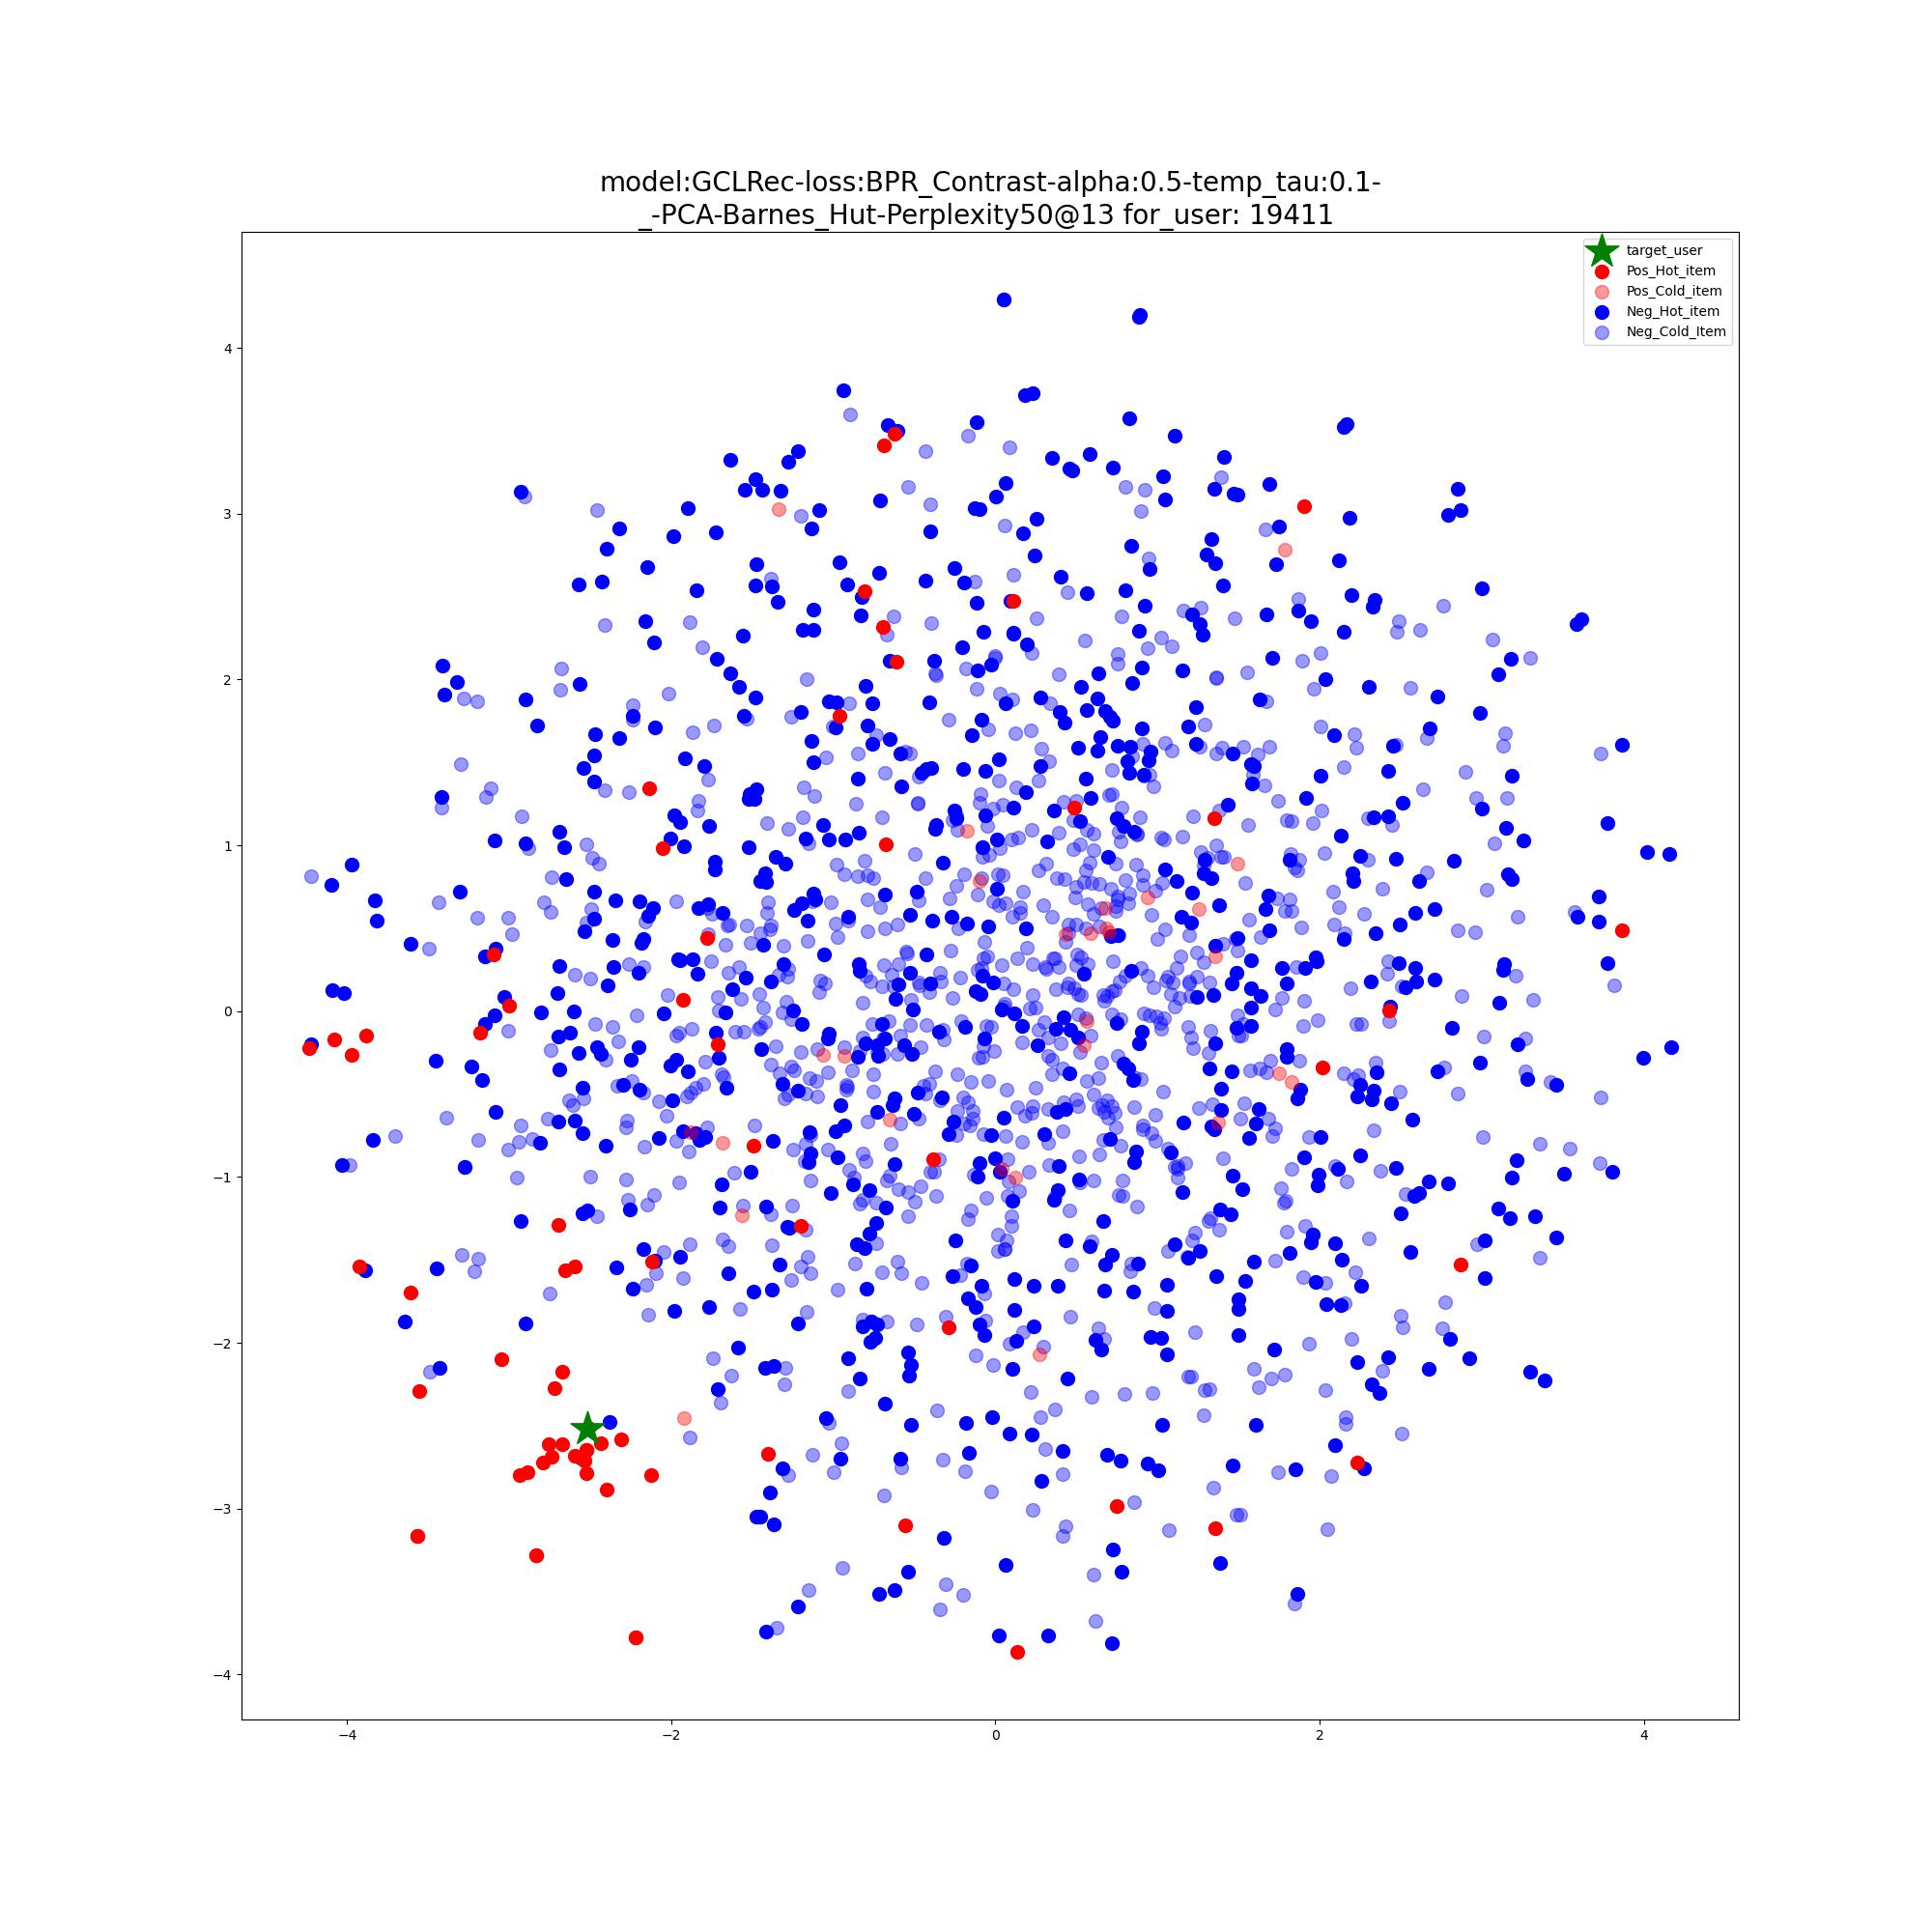 model:GCLRec-loss:BPR_Contrast-alpha:0.5-temp_tau:0.1-
_-PCA-Barnes_Hut-Perplexity50@13 for_user: 19411
target_user
Pos_Hot_item
Pos_Cold_item
Neg_Hot_item
Neg_Cold_Item
4
3
2
1
0
−1
−2
−3
−4
−4
−2
0
2
4